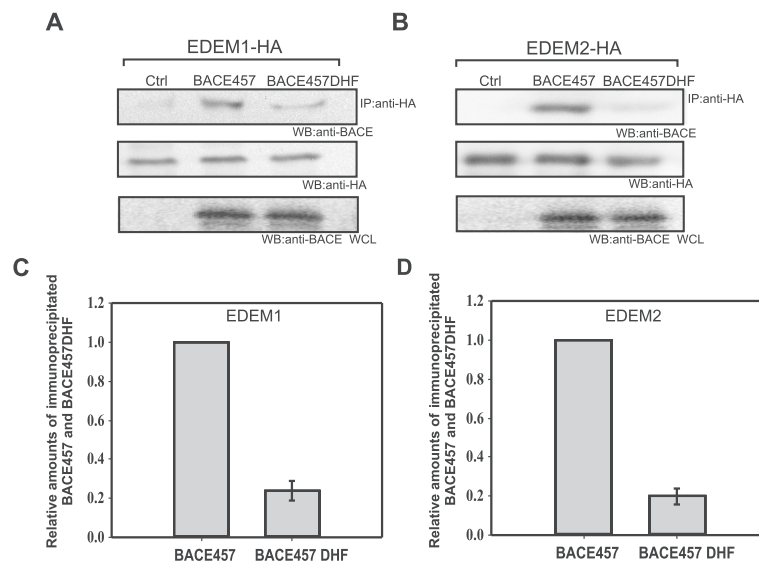 A
EDEM1-HA
Ctrl BACE457 BACE457DHF
IP:anti-HA
WB:anti-BACE
WB:anti-HA
WB:anti-BACE WCL
B
EDEM2-HA
Ctrl BACE457 BACE457DHF
IP:anti-HA
WB:anti-BACE
WB:anti-HA
WB:anti-BACE WCL
C
Relative amounts of immunoprecipitated
BACE457 and BACE457DHF
1.2
1.0
0.8
0.6
0.4
0.2
0.0
EDEM1
BACE457 BACE457 DHF
D
Relative amounts of immunoprecipitated
BACE457 and BACE457DHF
1.2
1.0
0.8
0.6
0.4
0.2
0.0
EDEM2
BACE457 BACE457 DHF